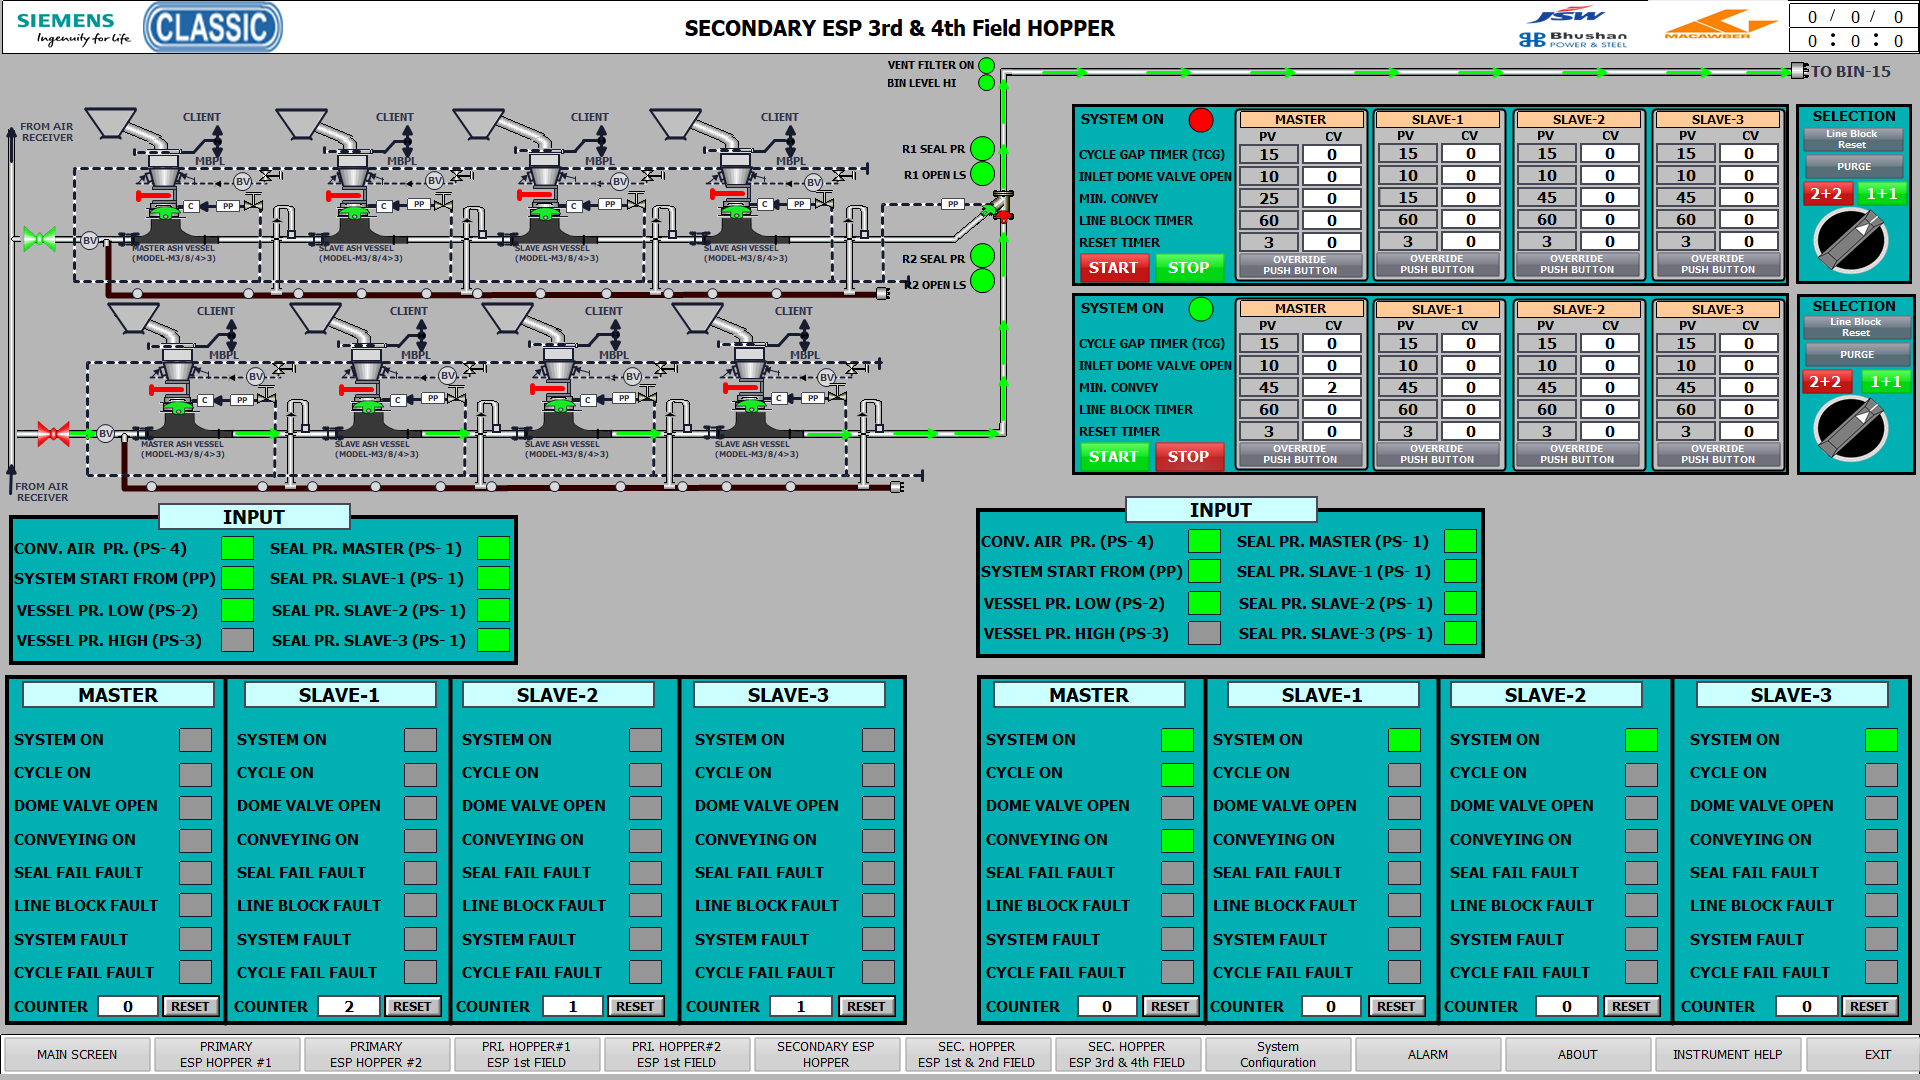 SIEMENS
Ingenuity for life
CLASSIC
SECONDARY ESP 3rd & 4th Field HOPPER
JSW
Bhushan
POWER & STEEL
MACAWBER
0 / 0 / 0
0 : 0 : 0
VENT FILTER ON
BIN LEVEL HI
TO BIN-15
FROM AIR
RECEIVER
CLIENT
CLIENT
CLIENT
CLIENT
MBPL
MBPL
MBPL
MBPL
BV
BV
BV
BV
C PP
C PP
C PP
C PP
BV
MASTER ASH VESSEL
(MODEL-M3/8/4>3)
SLAVE ASH VESSEL
(MODEL-M3/8/4>3)
SLAVE ASH VESSEL
(MODEL-M3/8/4>3)
SLAVE ASH VESSEL
(MODEL-M3/8/4>3)
R1 SEAL PR
R1 OPEN LS
PP
R2 SEAL PR
R2 OPEN LS
CLIENT
CLIENT
CLIENT
CLIENT
MBPL
MBPL
MBPL
MBPL
BV
BV
BV
BV
C PP
C PP
C PP
C PP
BV
MASTER ASH VESSEL
(MODEL-M3/8/4>3)
SLAVE ASH VESSEL
(MODEL-M3/8/4>3)
SLAVE ASH VESSEL
(MODEL-M3/8/4>3)
SLAVE ASH VESSEL
(MODEL-M3/8/4>3)
FROM AIR
RECEIVER
SYSTEM ON MASTER SLAVE-1 SLAVE-2 SLAVE-3
PV CV PV CV PV CV PV CV
CYCLE GAP TIMER (TCG) 15 0 15 0 15 0 15 0
INLET DOME VALVE OPEN 10 0 10 0 10 0 10 0
MIN. CONVEY 25 0 15 0 45 0 45 0
LINE BLOCK TIMER 60 0 60 0 60 0 60 0
RESET TIMER 3 0 3 0 3 0 3 0
START STOP
OVERRIDE
PUSH BUTTON
OVERRIDE
PUSH BUTTON
OVERRIDE
PUSH BUTTON
OVERRIDE
PUSH BUTTON
SELECTION
Line Block
Reset
PURGE
2+2 1+1
SYSTEM ON MASTER SLAVE-1 SLAVE-2 SLAVE-3
PV CV PV CV PV CV PV CV
CYCLE GAP TIMER (TCG) 15 0 15 0 15 0 15 0
INLET DOME VALVE OPEN 10 0 10 0 10 0 10 0
MIN. CONVEY 45 2 45 0 45 0 45 0
LINE BLOCK TIMER 60 0 60 0 60 0 60 0
RESET TIMER 3 0 3 0 3 0 3 0
START STOP
OVERRIDE
PUSH BUTTON
OVERRIDE
PUSH BUTTON
OVERRIDE
PUSH BUTTON
OVERRIDE
PUSH BUTTON
SELECTION
Line Block
Reset
PURGE
2+2 1+1
INPUT
CONV. AIR PR. (PS- 4) SEAL PR. MASTER (PS- 1)
SYSTEM START FROM (PP) SEAL PR. SLAVE-1 (PS- 1)
VESSEL PR. LOW (PS-2) SEAL PR. SLAVE-2 (PS- 1)
VESSEL PR. HIGH (PS-3) SEAL PR. SLAVE-3 (PS- 1)
INPUT
CONV. AIR PR. (PS- 4) SEAL PR. MASTER (PS- 1)
SYSTEM START FROM (PP) SEAL PR. SLAVE-1 (PS- 1)
VESSEL PR. LOW (PS-2) SEAL PR. SLAVE-2 (PS- 1)
VESSEL PR. HIGH (PS-3) SEAL PR. SLAVE-3 (PS- 1)
MASTER SLAVE-1 SLAVE-2 SLAVE-3
SYSTEM ON SYSTEM ON SYSTEM ON SYSTEM ON
CYCLE ON CYCLE ON CYCLE ON CYCLE ON
DOME VALVE OPEN DOME VALVE OPEN DOME VALVE OPEN DOME VALVE OPEN
CONVEYING ON CONVEYING ON CONVEYING ON CONVEYING ON
SEAL FAIL FAULT SEAL FAIL FAULT SEAL FAIL FAULT SEAL FAIL FAULT
LINE BLOCK FAULT LINE BLOCK FAULT LINE BLOCK FAULT LINE BLOCK FAULT
SYSTEM FAULT SYSTEM FAULT SYSTEM FAULT SYSTEM FAULT
CYCLE FAIL FAULT CYCLE FAIL FAULT CYCLE FAIL FAULT CYCLE FAIL FAULT
COUNTER 0 RESET COUNTER 2 RESET COUNTER 1 RESET COUNTER 1 RESET
MASTER SLAVE-1 SLAVE-2 SLAVE-3
SYSTEM ON SYSTEM ON SYSTEM ON SYSTEM ON
CYCLE ON CYCLE ON CYCLE ON CYCLE ON
DOME VALVE OPEN DOME VALVE OPEN DOME VALVE OPEN DOME VALVE OPEN
CONVEYING ON CONVEYING ON CONVEYING ON CONVEYING ON
SEAL FAIL FAULT SEAL FAIL FAULT SEAL FAIL FAULT SEAL FAIL FAULT
LINE BLOCK FAULT LINE BLOCK FAULT LINE BLOCK FAULT LINE BLOCK FAULT
SYSTEM FAULT SYSTEM FAULT SYSTEM FAULT SYSTEM FAULT
CYCLE FAIL FAULT CYCLE FAIL FAULT CYCLE FAIL FAULT CYCLE FAIL FAULT
COUNTER 0 RESET COUNTER 0 RESET COUNTER 0 RESET COUNTER 0 RESET
MAIN SCREEN
PRIMARY
ESP HOPPER #1
PRIMARY
ESP HOPPER #2
PRI. HOPPER#1
ESP 1st FIELD
PRI. HOPPER#2
ESP 1st FIELD
SECONDARY ESP
HOPPER
SEC. HOPPER
ESP 1st & 2nd FIELD
SEC. HOPPER
ESP 3rd & 4th FIELD
System
Configuration
ALARM
ABOUT
INSTRUMENT HELP
EXIT